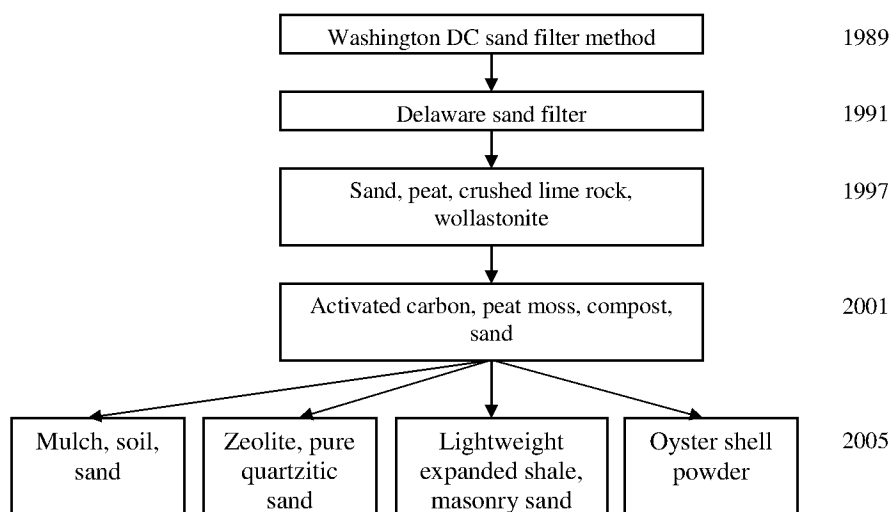 Washington DC sand filter method 1989
Delaware sand filter 1991
Sand, peat, crushed lime rock, 1997
wollastonite
Activated carbon, peat moss, compost, 2001
sand
Mulch, soil,
sand
Zeolite, pure
quartzitic
sand
Lightweight
expanded shale,
masonry sand
Oyster shell
powder
2005